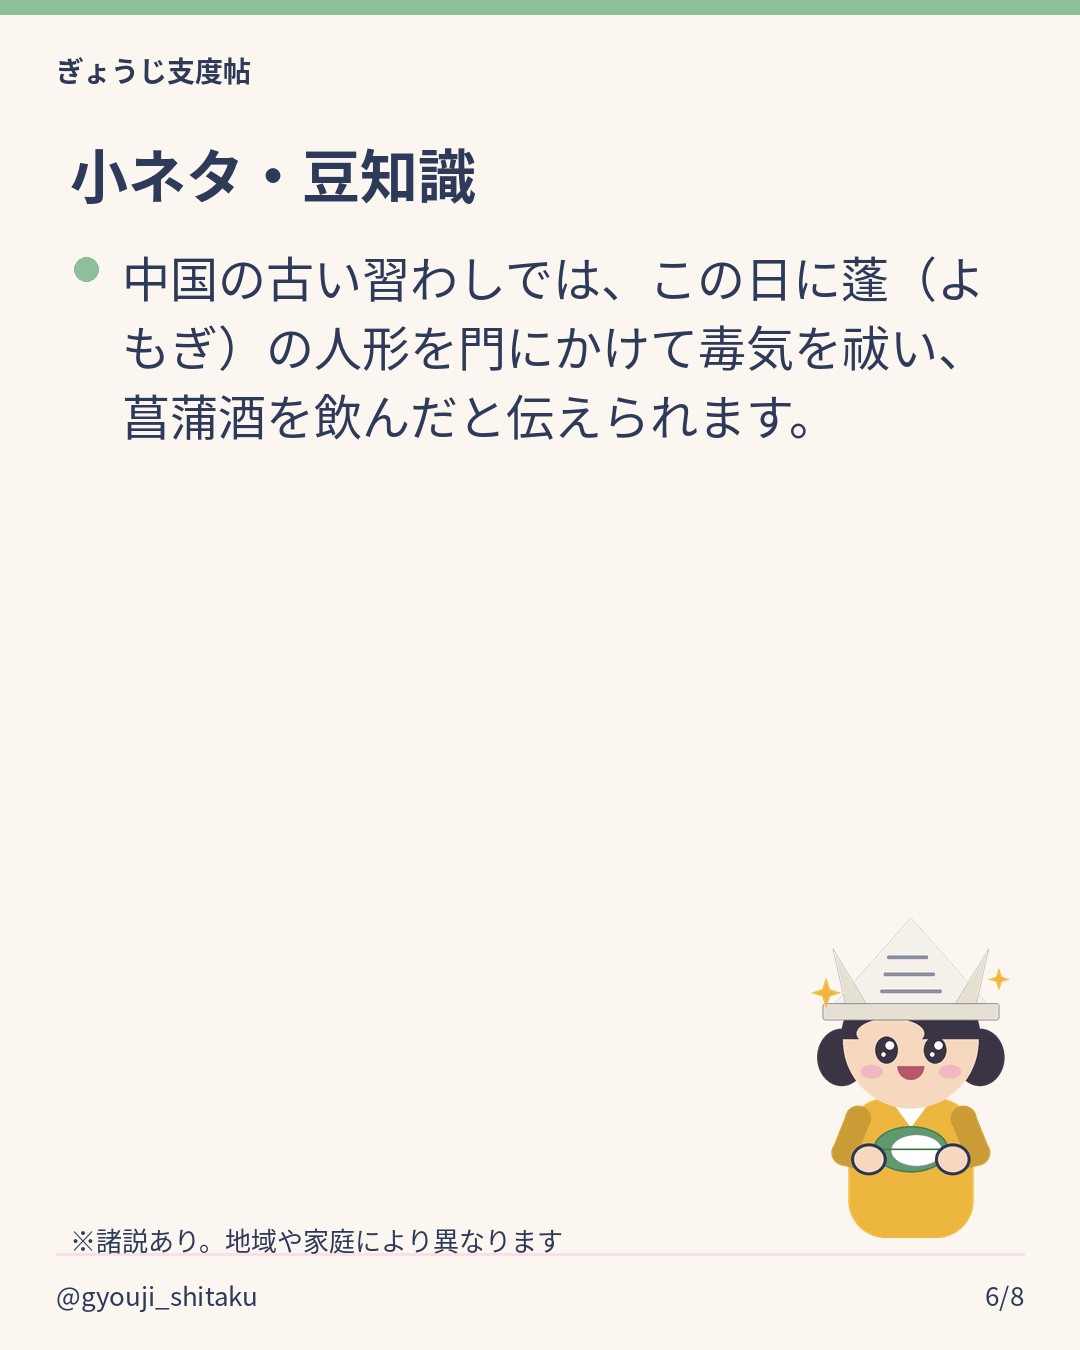 ぎょうじ支度帖
小ネタ・豆知識
中国の古い習わしでは、この日に蓬（よ
もぎ）の人形を門にかけて毒気を祓い、
菖蒲酒を飲んだと伝えられます。
※諸説あり。地域や家庭により異なります
@gyouji_shitaku
6/8